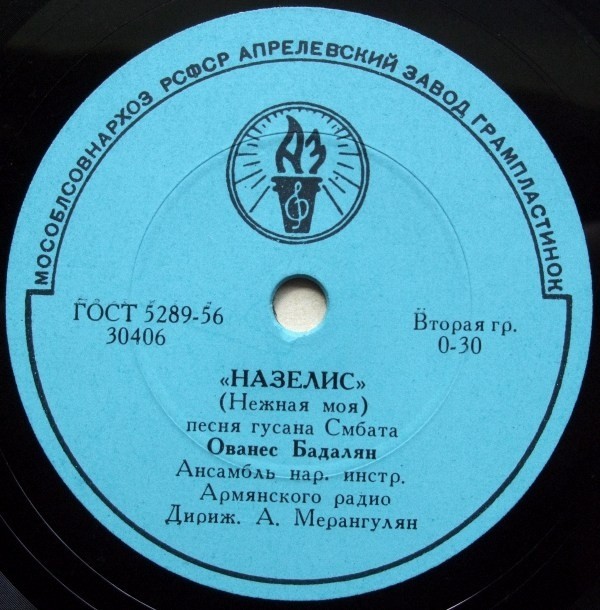 МОСОБЛСОВНАРХОЗ РСФСР АПРЕЛЕВСКИЙ ЗАВОД ГРАМПЛАСТИНОК
АЗ
ГОСТ 5289-56
30406
Вторая гр.
0-30
«НАЗЕЛИС»
(Нежная моя)
песня гусана Смбата
Ованес Бадалян
Ансамбль нар. инстр.
Армянского радио
Дириж. А. Мерангулян